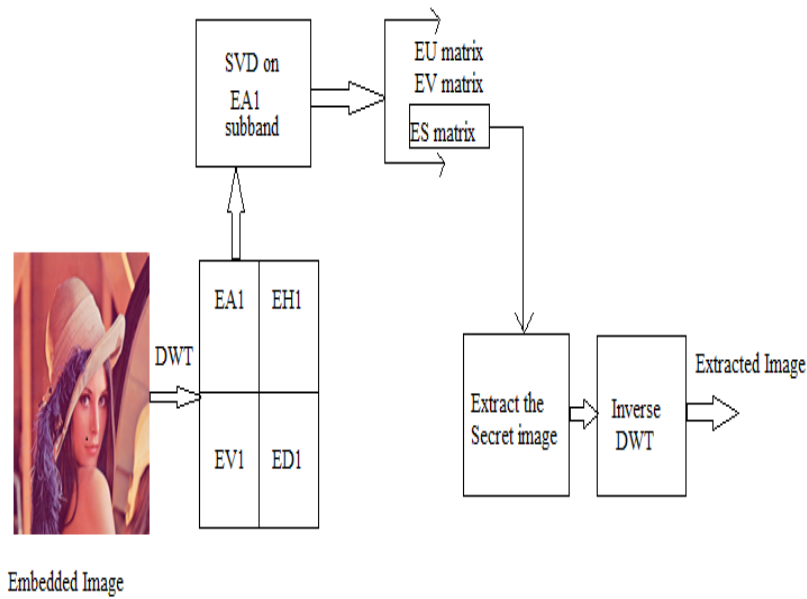 SVD on
EA1
subband
EU matrix
EV matrix
ES matrix
EA1
EH1
DWT
EV1
ED1
Extract the
Secret image
Inverse
DWT
Extracted Image
Embedded Image